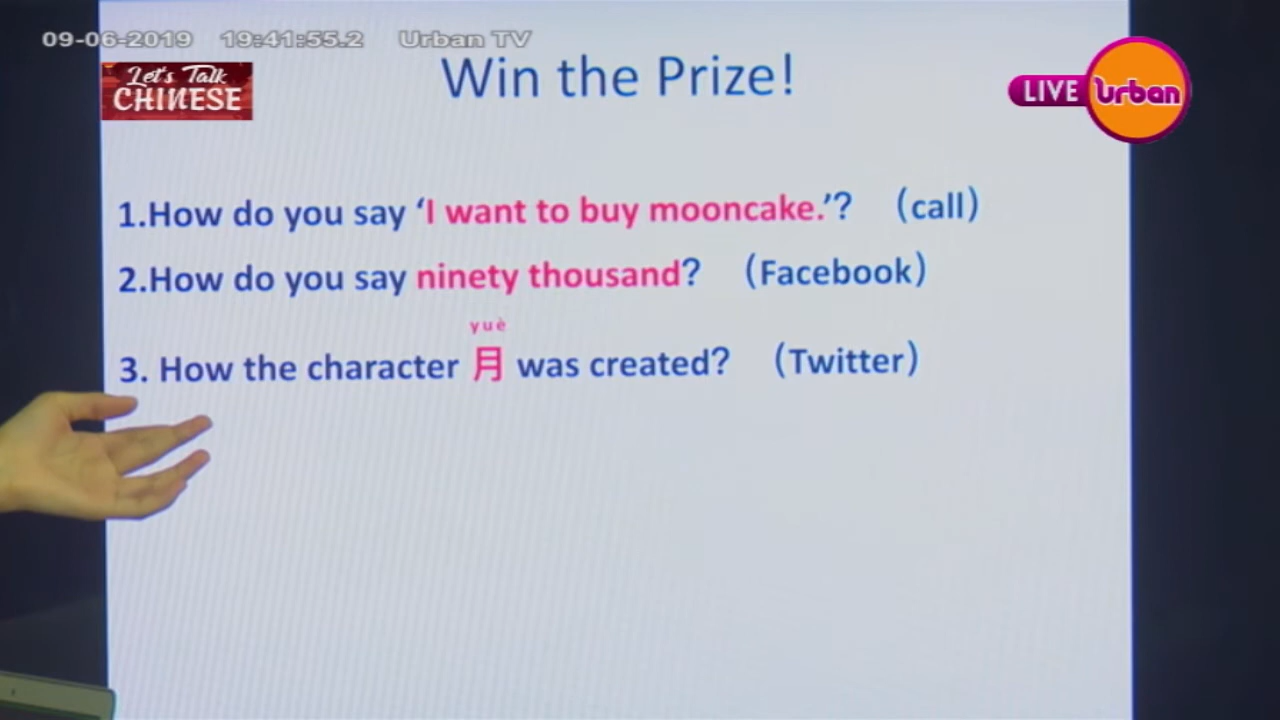 09-06-2019 19:41:55.2 Urban TV
Let's Talk
CHINESE
Win the Prize!
LIVE urban
1.How do you say ‘I want to buy mooncake.’? (call)
2.How do you say ninety thousand? (Facebook)
yuè
3. How the character 月 was created? (Twitter)